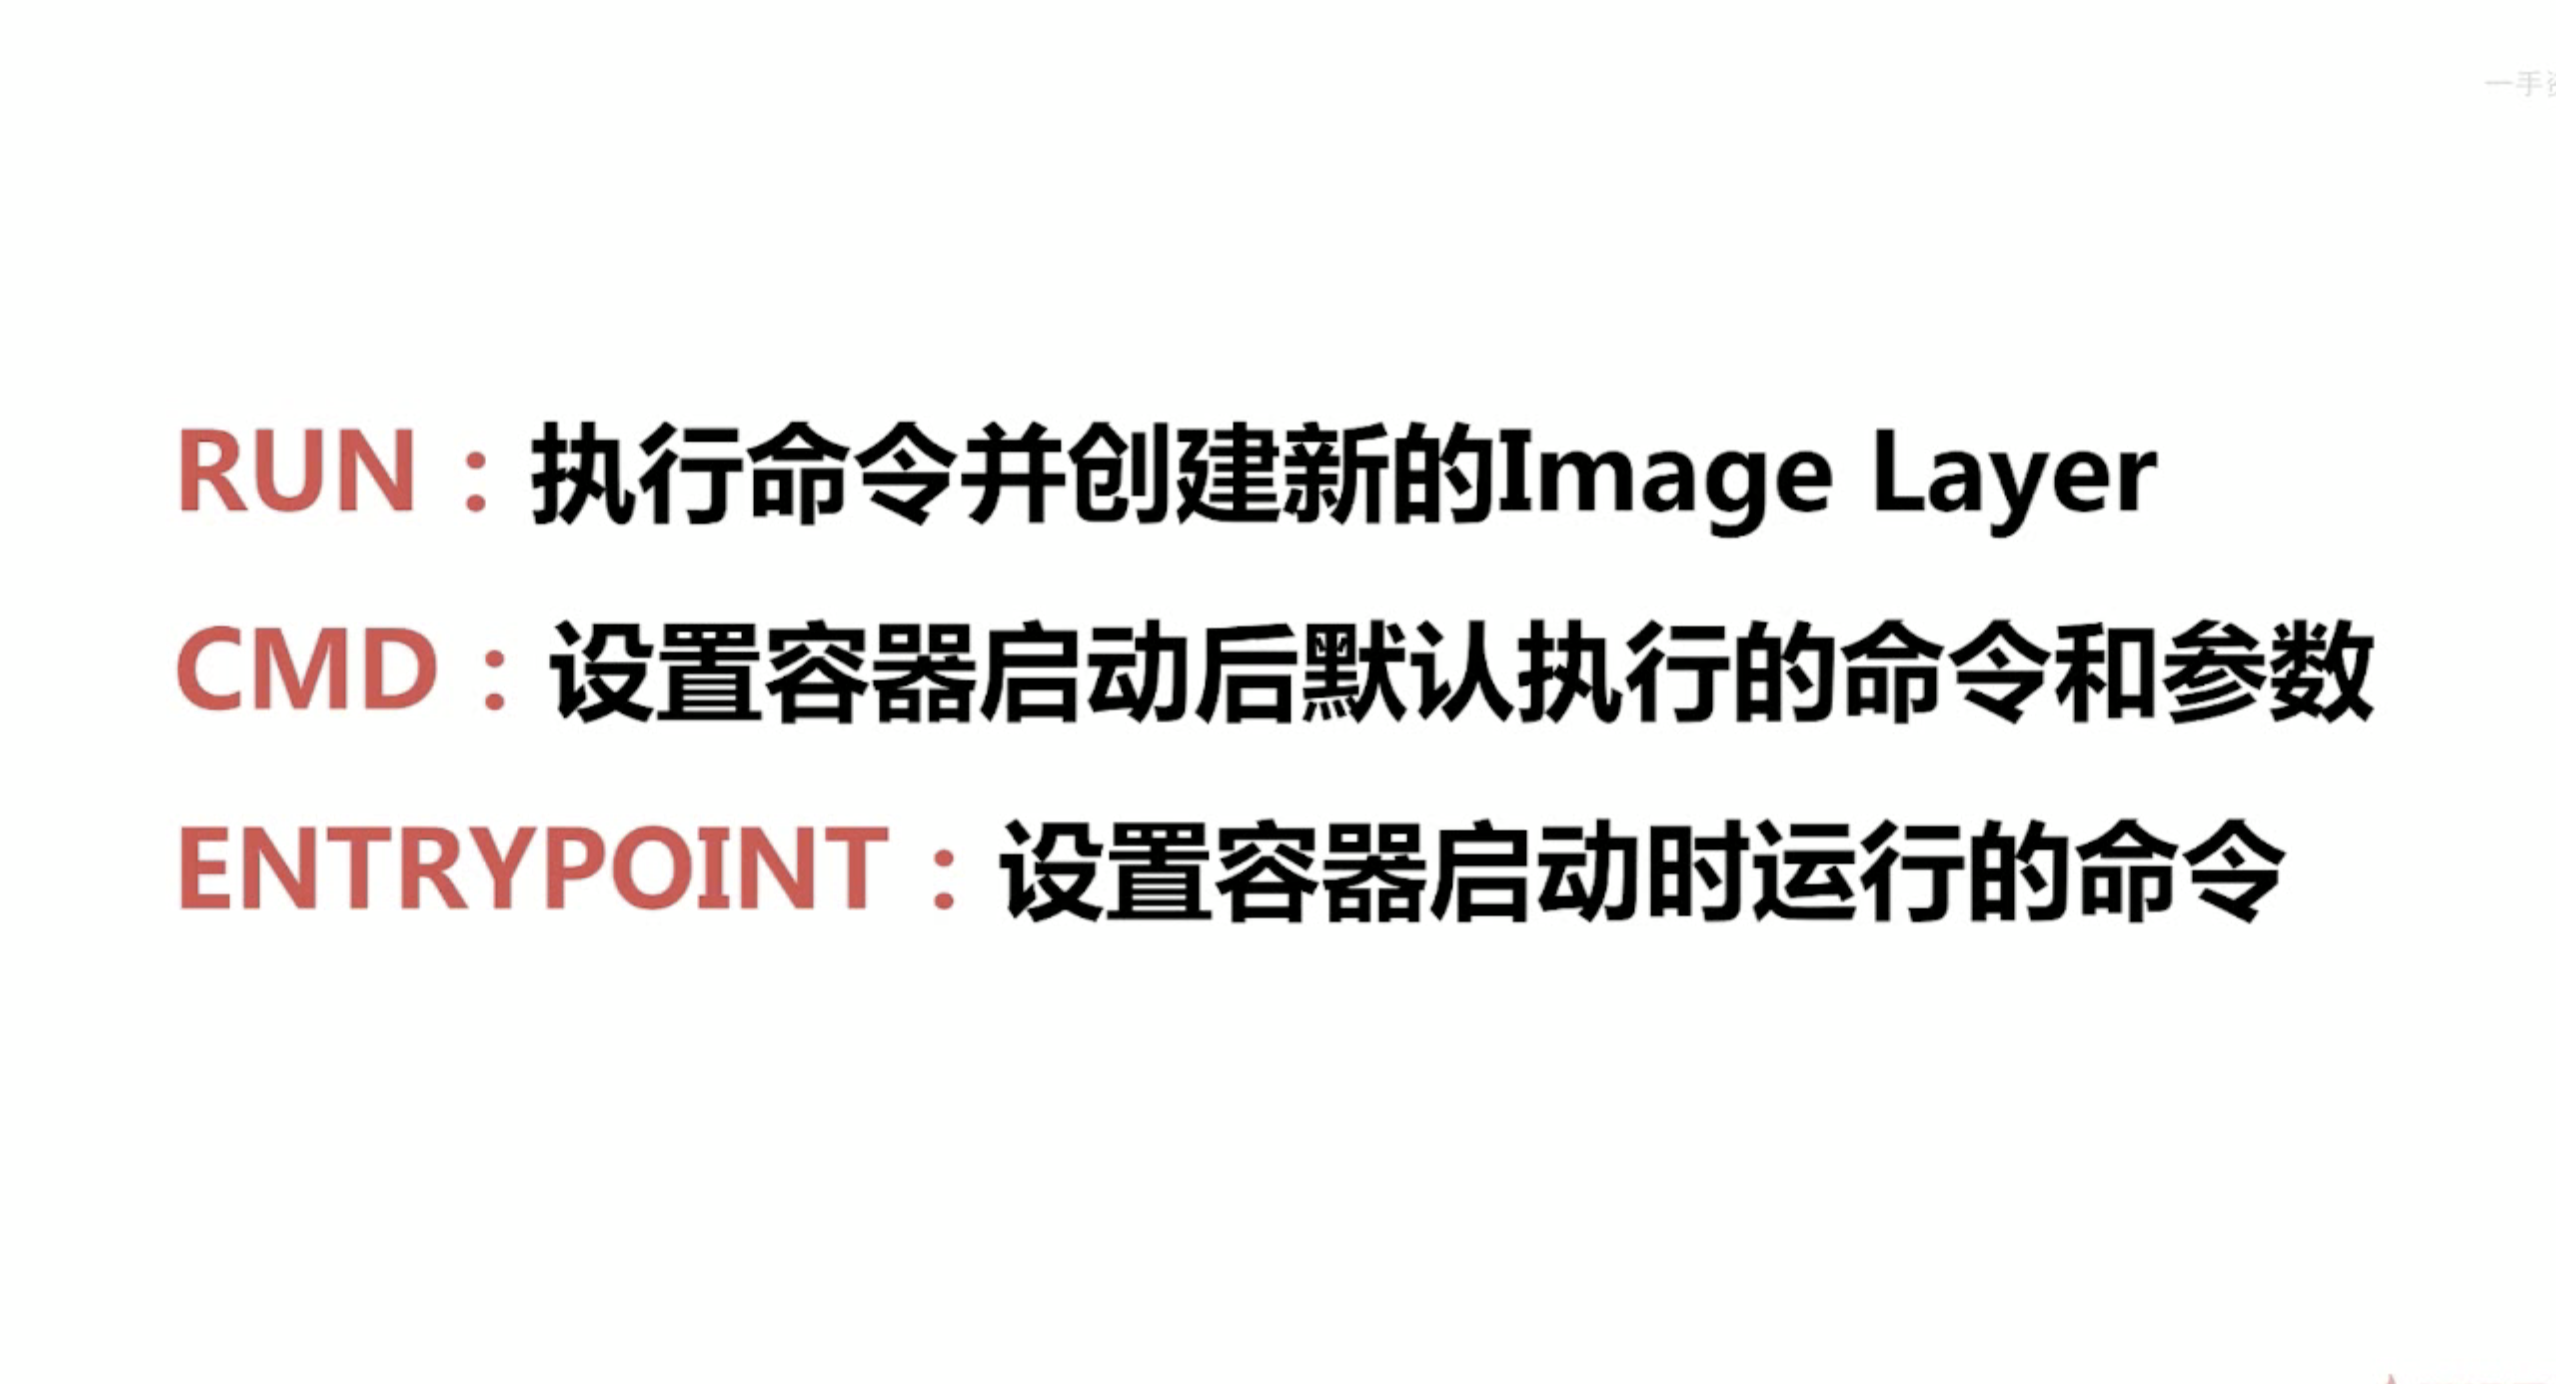 一手
RUN：执行命令并创建新的Image Layer
CMD：设置容器启动后默认执行的命令和参数
ENTRYPOINT：设置容器启动时运行的命令